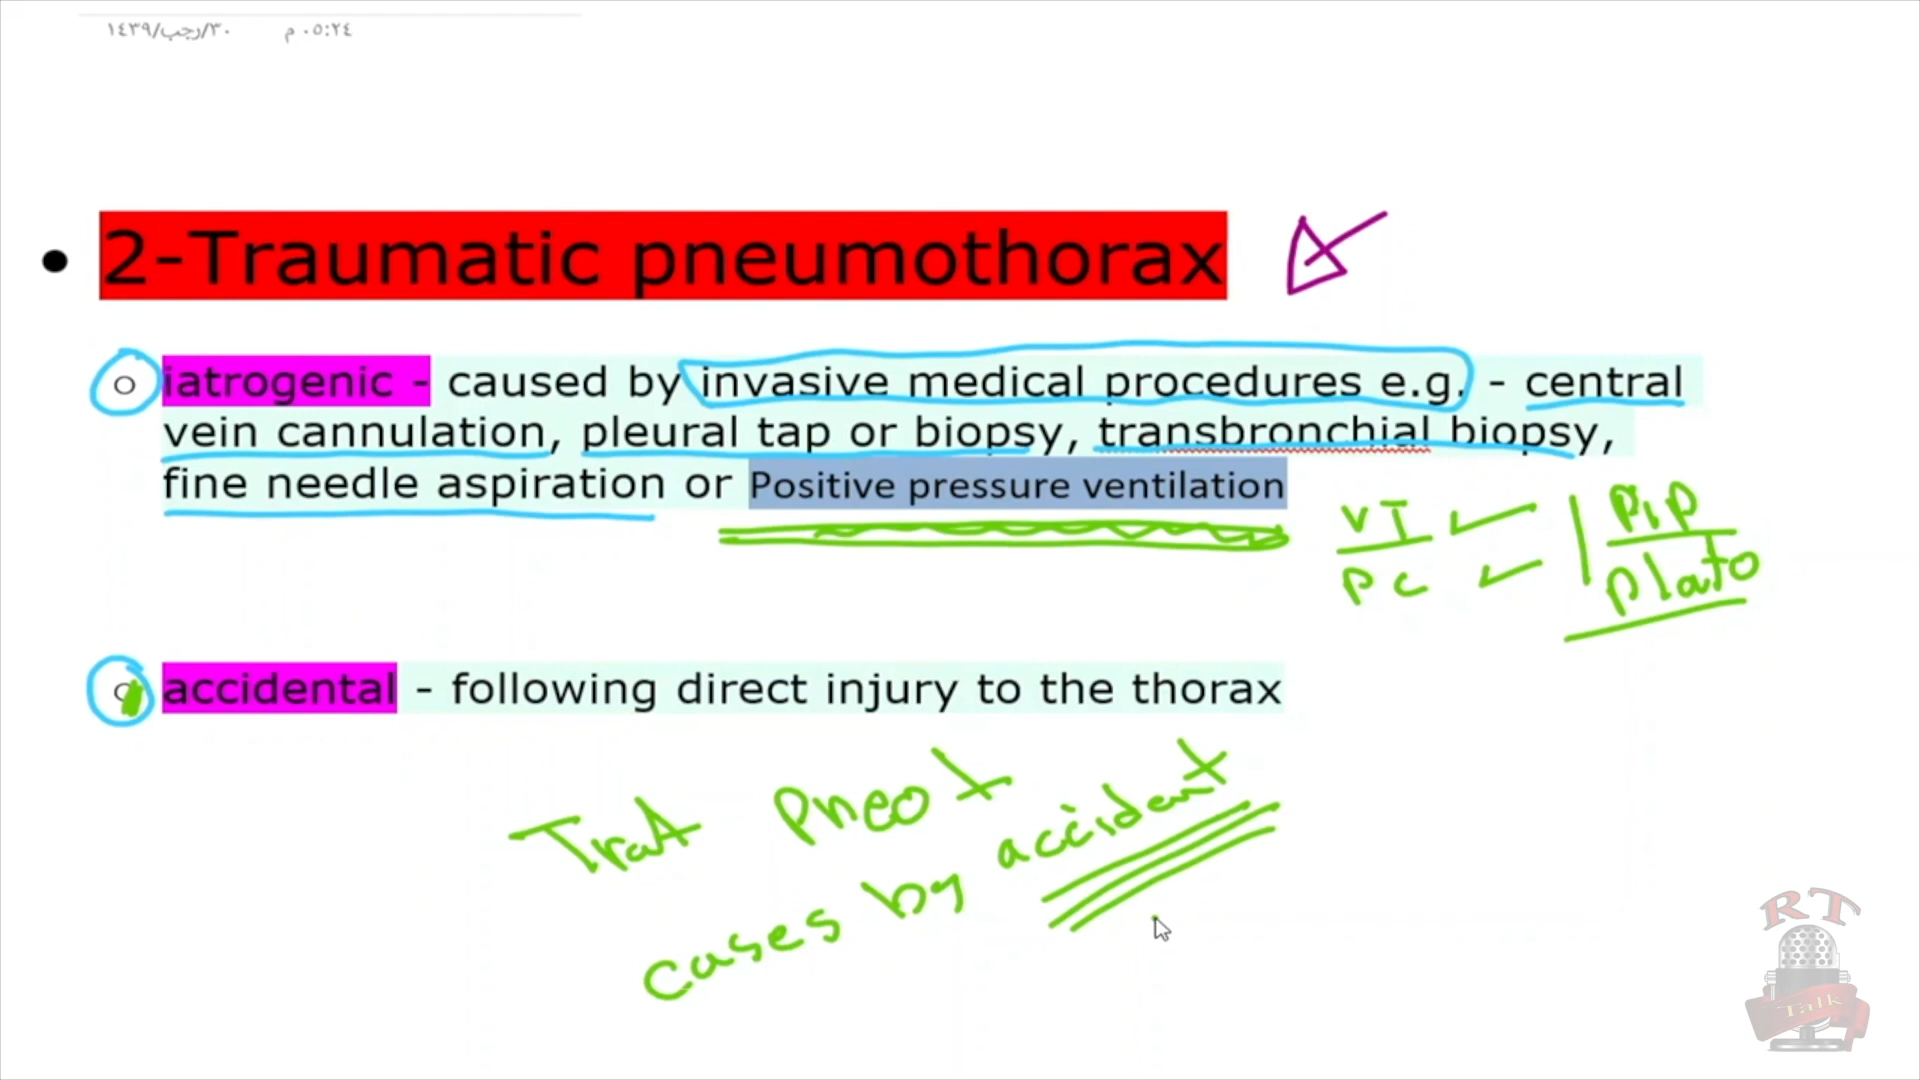 ٣٠/رجب/١٤٣٩ ٠٥:٢٤ م
• 2-Traumatic pneumothorax
o iatrogenic - caused by invasive medical procedures e.g. - central
vein cannulation, pleural tap or biopsy, transbronchial biopsy,
fine needle aspiration or Positive pressure ventilation
VT PIP
PC Plato
o accidental - following direct injury to the thorax
Pneot
cases by accident
RT
Talk